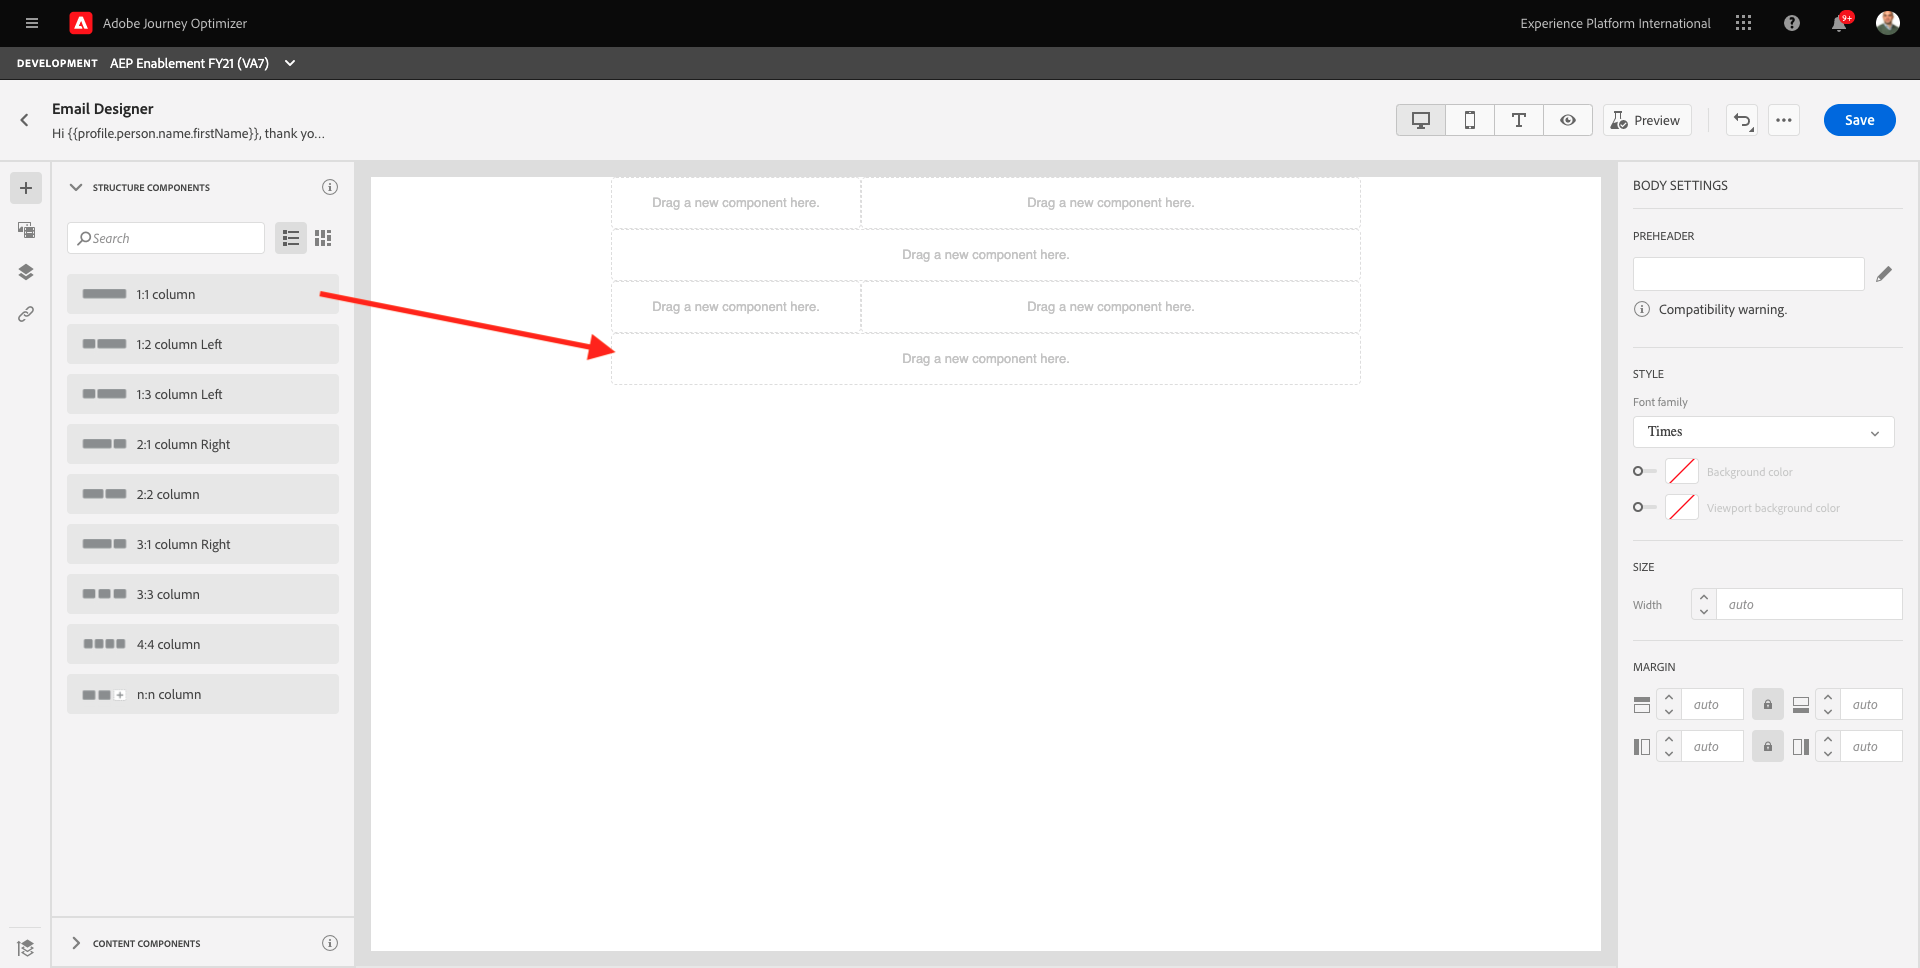 Adobe Journey Optimizer
Experience Platform International
9+
DEVELOPMENT AEP Enablement FY21 (VA7)
Email Designer
Hi {{profile.person.name.firstName}}, thank yo...
Preview
Save
STRUCTURE COMPONENTS
Search
1:1 column
1:2 column Left
1:3 column Left
2:1 column Right
2:2 column
3:1 column Right
3:3 column
4:4 column
n:n column
CONTENT COMPONENTS
Drag a new component here. Drag a new component here.
Drag a new component here.
Drag a new component here. Drag a new component here.
Drag a new component here.
BODY SETTINGS
PREHEADER
Compatibility warning.
STYLE
Font family
Times
Background color
Viewport background color
SIZE
Width auto
MARGIN
auto auto
auto auto